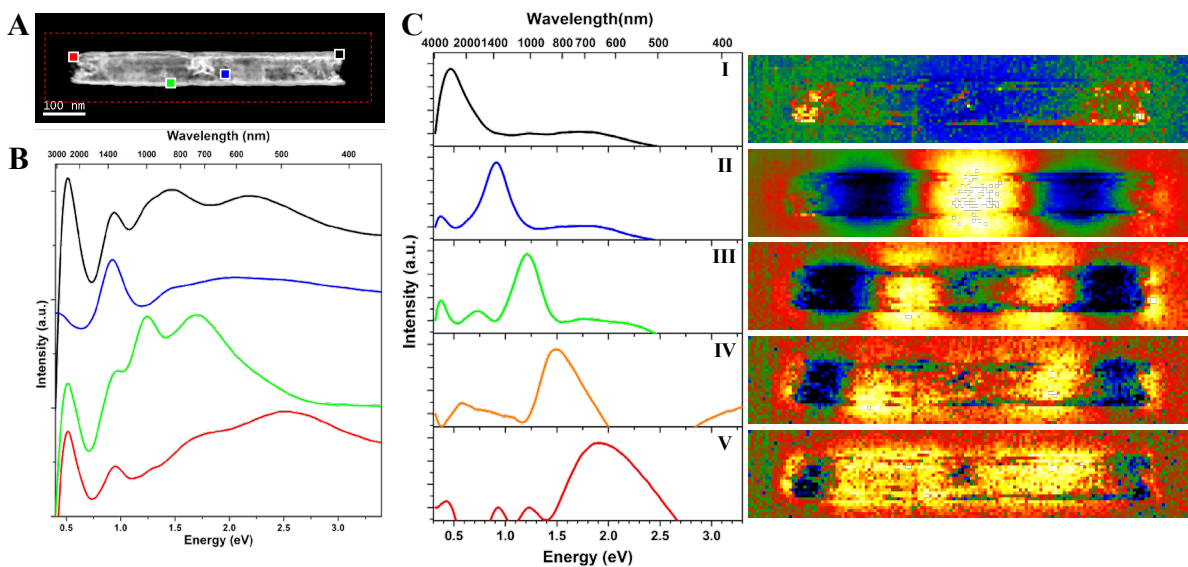 A
100 nm
B
Wavelength (nm)
3000 2000 1400 1000 800 700 600 500 400
Intensity (a.u.)
0.5 1.0 1.5 2.0 2.5 3.0
Energy (eV)
C
Wavelength(nm)
4000 2000 1400 1000 800 700 600 500 400
I
II
III
IV
V
Intensity (a.u.)
0.5 1.0 1.5 2.0 2.5 3.0
Energy (eV)